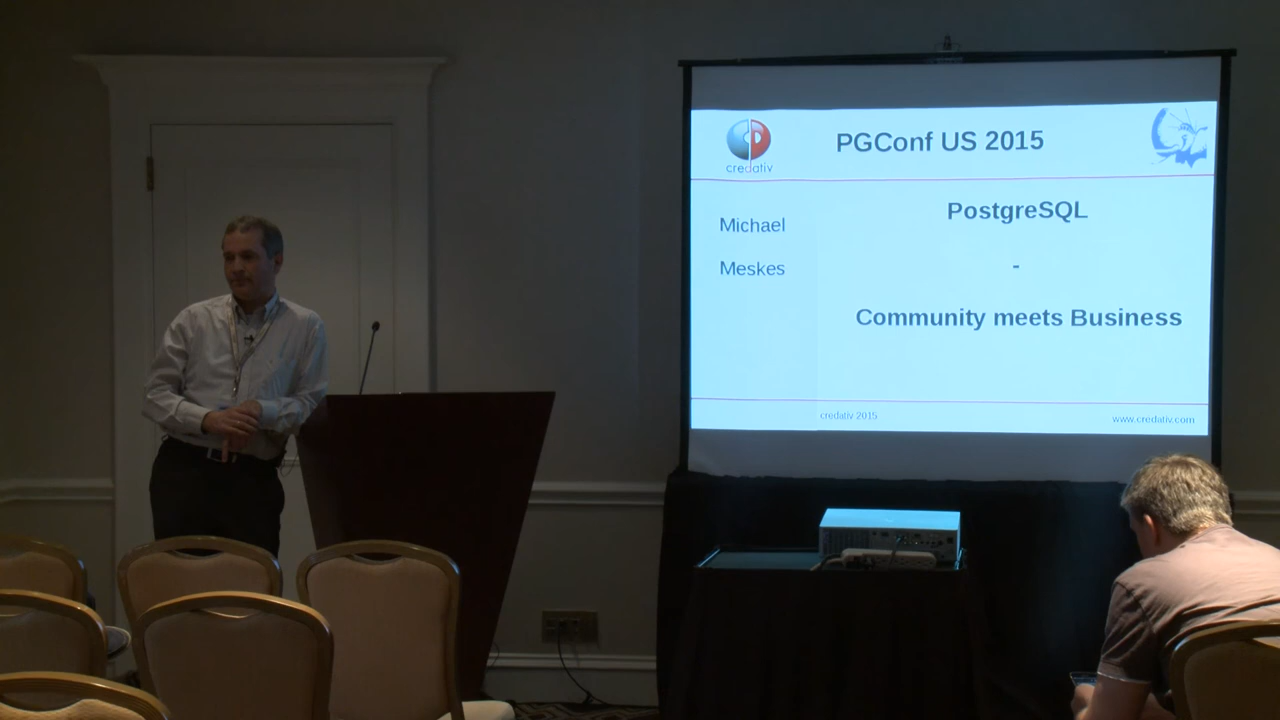 credativ
PGConf US 2015
Michael
Meskes
PostgreSQL
-
Community meets Business
credativ 2015
www.credativ.com